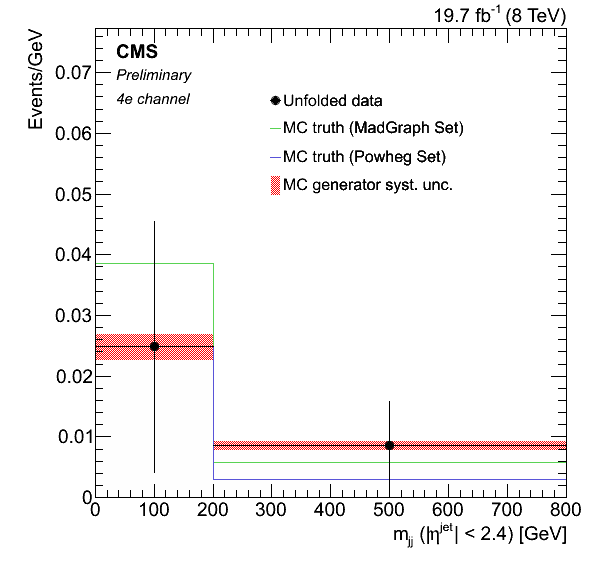 19.7 fb⁻¹ (8 TeV)
Events/GeV
CMS
Preliminary
4e channel
Unfolded data
MC truth (MadGraph Set)
MC truth (Powheg Set)
MC generator syst. unc.
0.07
0.06
0.05
0.04
0.03
0.02
0.01
0
0 100 200 300 400 500 600 700 800
m_jj (|η^jet| < 2.4) [GeV]